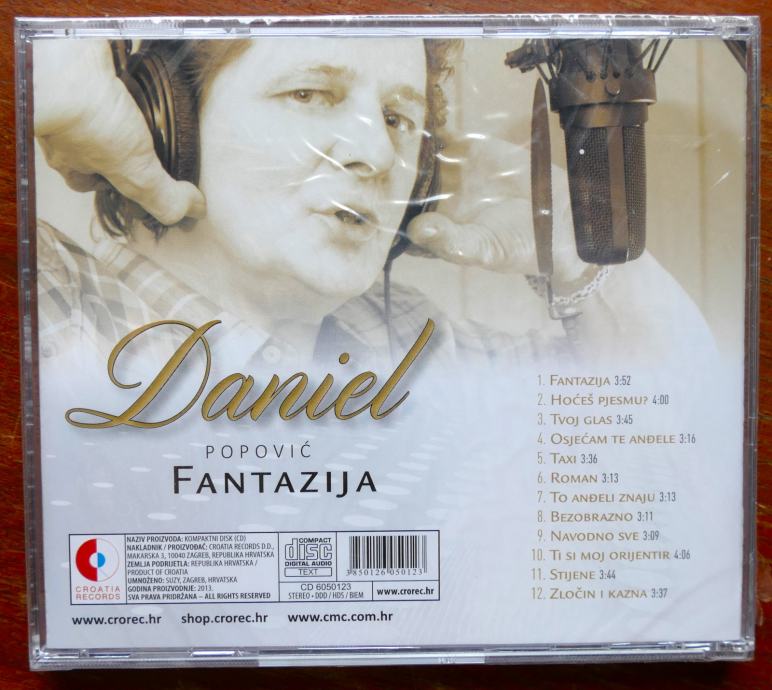 Daniel
POPOVIĆ
FANTAZIJA
1. FANTAZIJA 3:52
2. HOĆEŠ PJESMU? 4:00
3. TVOJ GLAS 3:45
4. OSJEĆAM TE ANĐELE 3:16
5. TAXI 3:36
6. ROMAN 3:13
7. TO ANĐELI ZNAJU 3:13
8. BEZOBRAZNO 3:11
9. NAVODNO SVE 3:09
10. TI SI MOJ ORIJENTIR 4:06
11. STIJENE 3:44
12. ZLOČIN I KAZNA 3:37
CROATIA
RECORDS
NAZIV PROIZVODA: KOMPAKTNI DISK (CD)
NAKLADNIK / PROIZVOĐAČ: CROATIA RECORDS D.D.,
MAKARSKA 3, 10040 ZAGREB, REPUBLIKA HRVATSKA
ZEMLJA PODRIJETLA: REPUBLIKA HRVATSKA /
PRODUCT OF CROATIA
UMNOŽENO: SUZY, ZAGREB, HRVATSKA
GODINA PROIZVODNJE: 2013.
SVA PRAVA PRIDRŽANA – ALL RIGHTS RESERVED
COMPACT
disc
DIGITAL AUDIO
TEXT
3850126050123
CD 6050123
STEREO • DDD / HDS / BIEM
www.crorec.hr
www.crorec.hr shop.crorec.hr www.cmc.com.hr